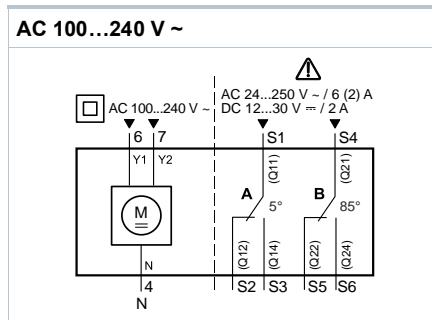 AC 100...240 V ~
AC 24...250 V ~ / 6 (2) A
AC 100...240 V ~ DC 12...30 V ⎓ / 2 A
6 7 S1 S4
Y1 Y2 (Q11) (Q21)
A 5° B 85°
M
(Q12) (Q14) (Q22) (Q24)
N
4 S2 S3 S5 S6
N